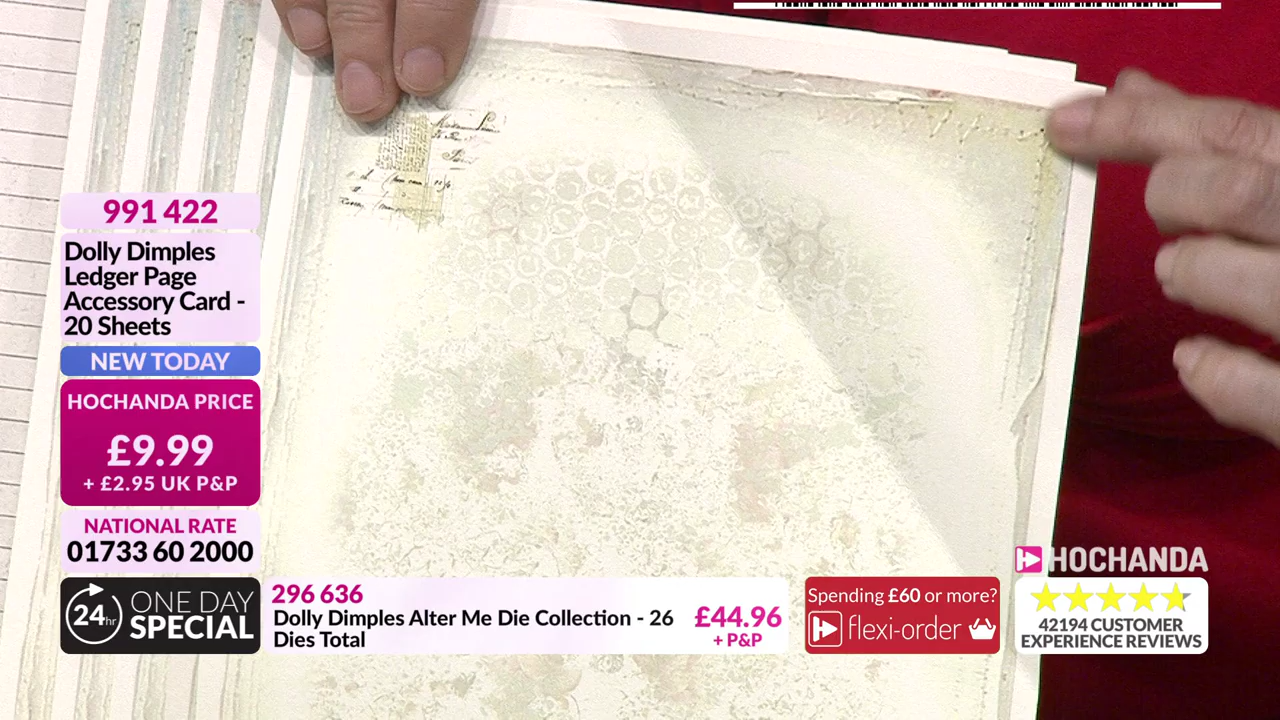 991 422
Dolly Dimples
Ledger Page
Accessory Card -
20 Sheets
NEW TODAY
HOCHANDA PRICE
£9.99
+ £2.95 UK P&P
NATIONAL RATE
01733 60 2000
24hr
ONE DAY
SPECIAL
296 636
Dolly Dimples Alter Me Die Collection - 26
Dies Total
£44.96
+ P&P
Spending £60 or more?
flexi-order
HOCHANDA
42194 CUSTOMER
EXPERIENCE REVIEWS